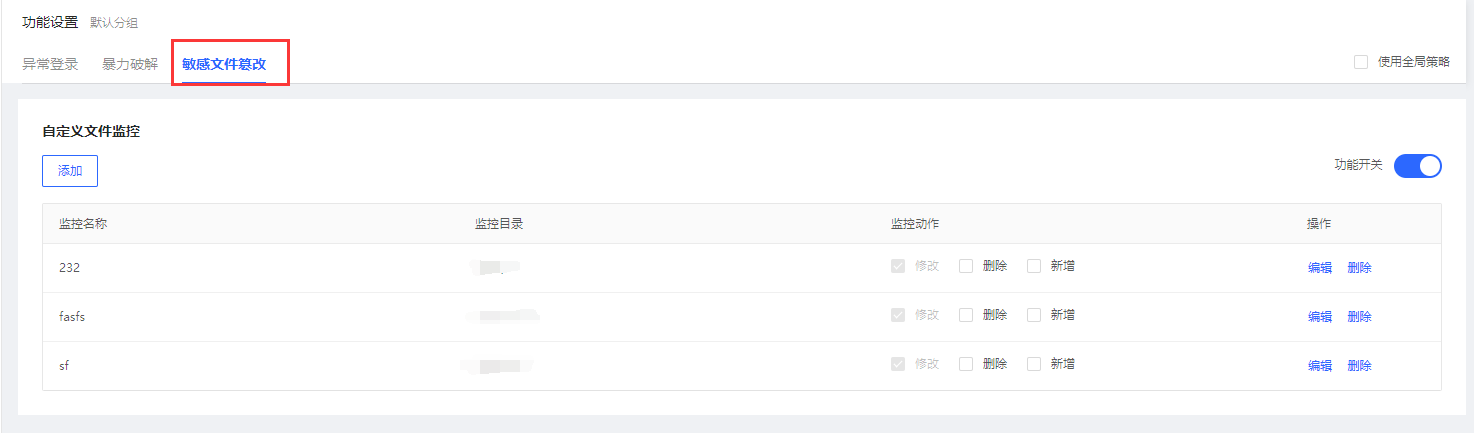 功能设置 默认分组
异常登录 暴力破解 敏感文件篡改 使用全局策略
自定义文件监控
添加 功能开关
监控名称 监控目录 监控动作 操作
232 修改 删除 新增 编辑 删除
fasfs 修改 删除 新增 编辑 删除
sf 修改 删除 新增 编辑 删除